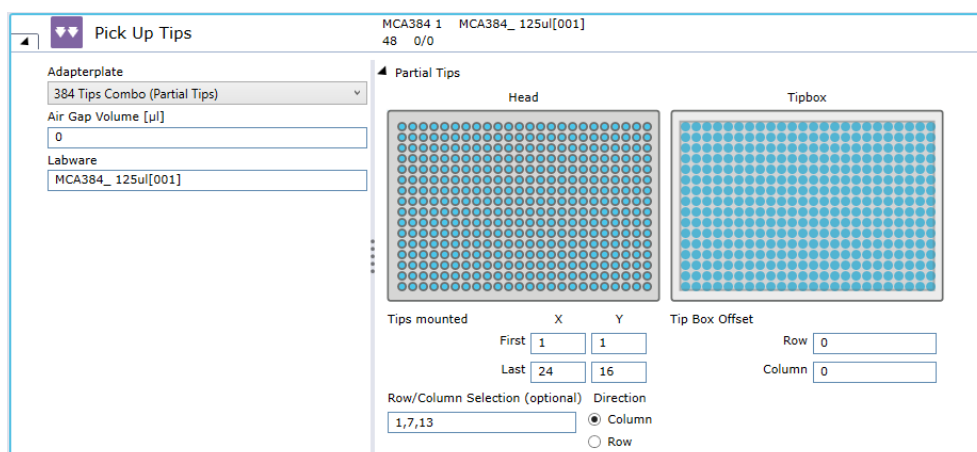 Pick Up Tips
MCA384 1 MCA384_ 125ul[001]
48 0/0
Adapterplate
384 Tips Combo (Partial Tips)
Air Gap Volume [µl]
0
Labware
MCA384_ 125ul[001]
Partial Tips
Head Tipbox
Tips mounted X Y Tip Box Offset
First 1 1 Row 0
Last 24 16 Column 0
Row/Column Selection (optional) Direction
1,7,13 Column
Row